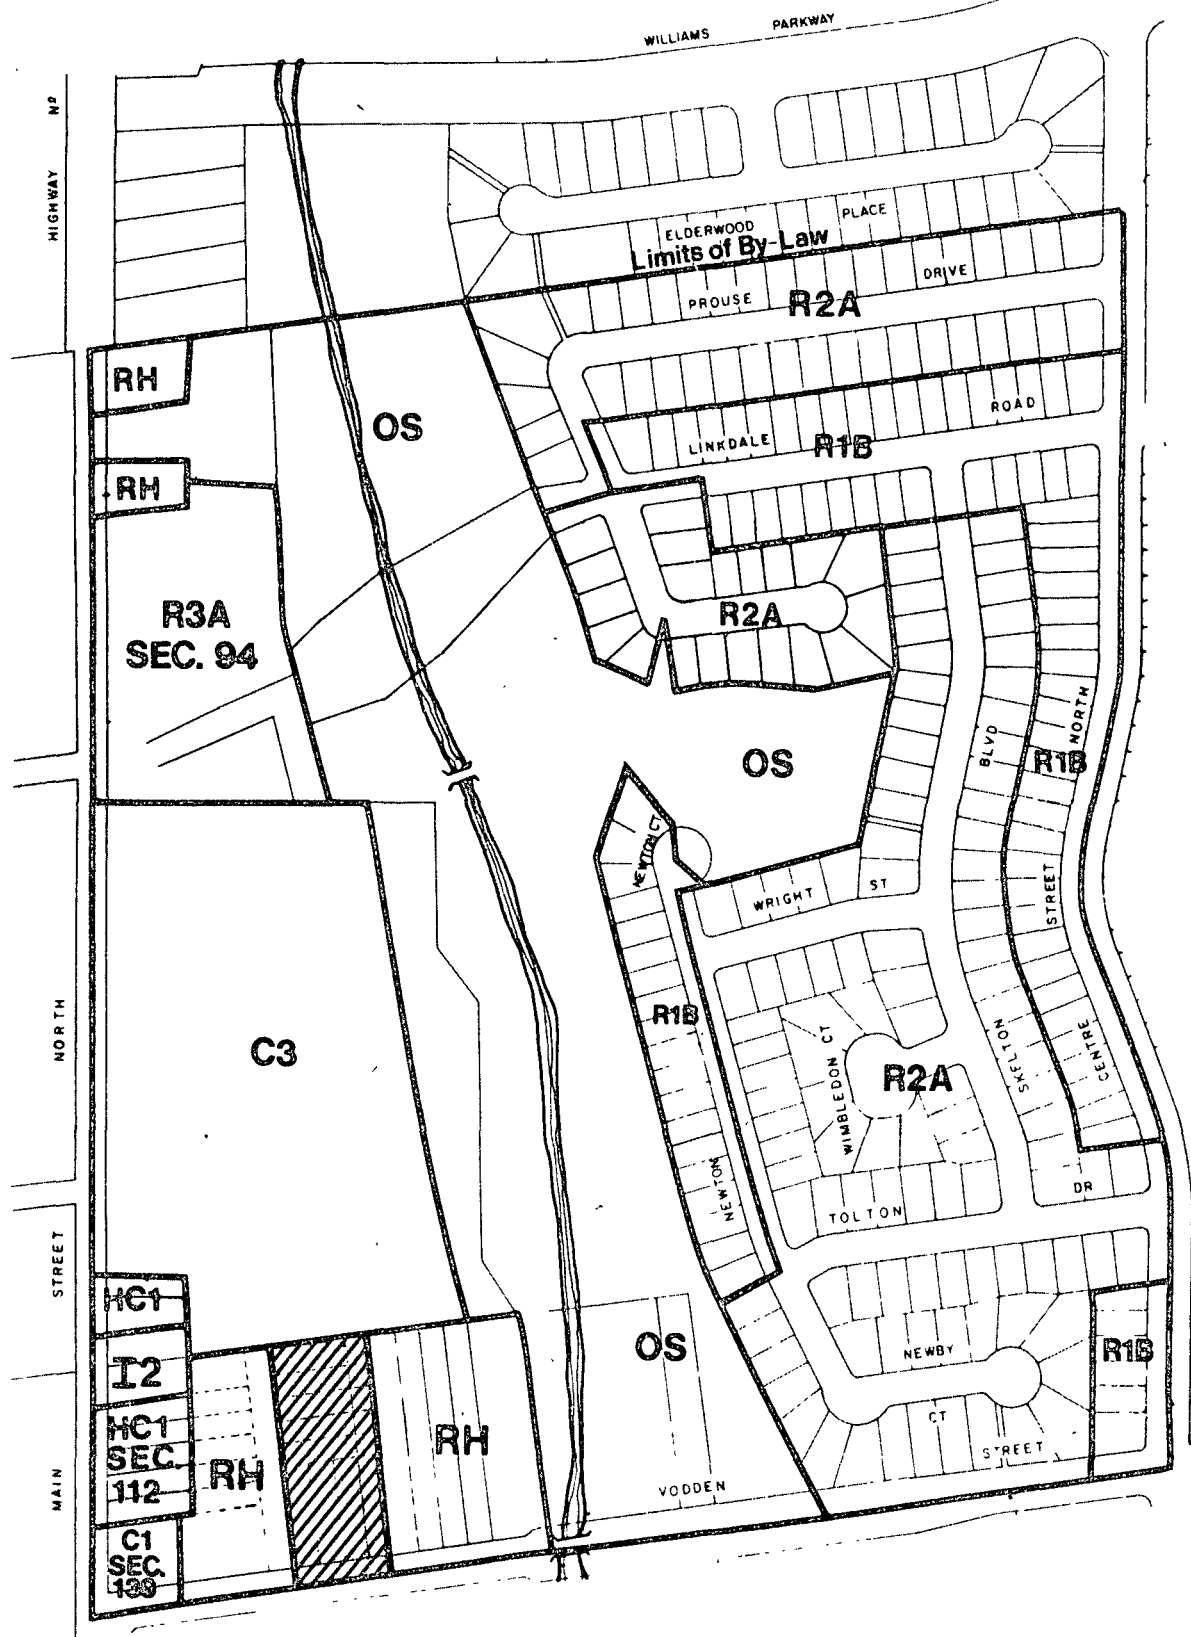 WILLIAMS PARKWAY
HIGHWAY Nº
ELDERWOOD PLACE
Limits of By-Law
PROUSE DRIVE
R2A
RH
OS
LINKDALE ROAD
R1B
RH
R3A
SEC. 94
R2A
BLVD
NORTH
R1B
OS
NEWTON CT
WRIGHT ST
STREET
NORTH
C3
R1B
WIMBLEDON CT
R2A
SKELTON
CENTRE
NEWTON
TOLTON DR
STREET
HC1
I2
OS
NEWBY
CT
R1B
HC1
SEC.
112
RH
RH
STREET
VODDEN
MAIN
C1
SEC.
139